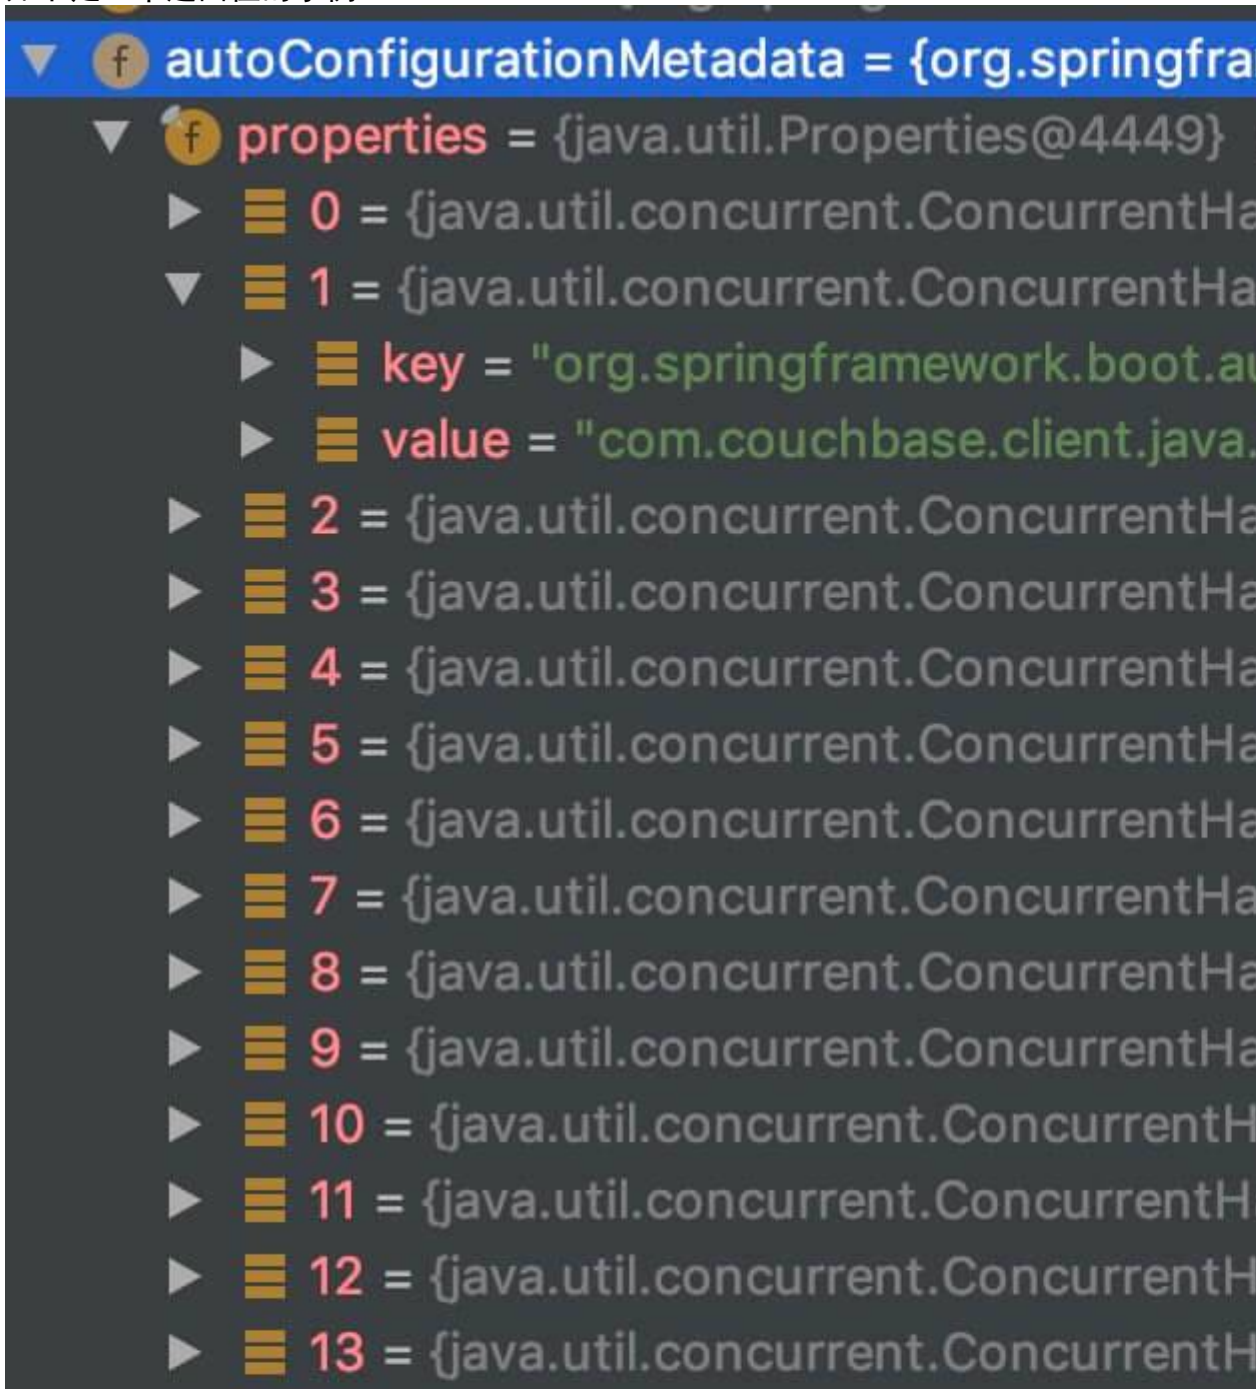 autoConfigurationMetadata = {org.springfra
properties = {java.util.Properties@4449}
0 = {java.util.concurrent.ConcurrentHa
1 = {java.util.concurrent.ConcurrentHa
key = "org.springframework.boot.au
value = "com.couchbase.client.java.
2 = {java.util.concurrent.ConcurrentHa
3 = {java.util.concurrent.ConcurrentHa
4 = {java.util.concurrent.ConcurrentHa
5 = {java.util.concurrent.ConcurrentHa
6 = {java.util.concurrent.ConcurrentHa
7 = {java.util.concurrent.ConcurrentHa
8 = {java.util.concurrent.ConcurrentHa
9 = {java.util.concurrent.ConcurrentHa
10 = {java.util.concurrent.ConcurrentH
11 = {java.util.concurrent.ConcurrentH
12 = {java.util.concurrent.ConcurrentH
13 = {java.util.concurrent.ConcurrentH